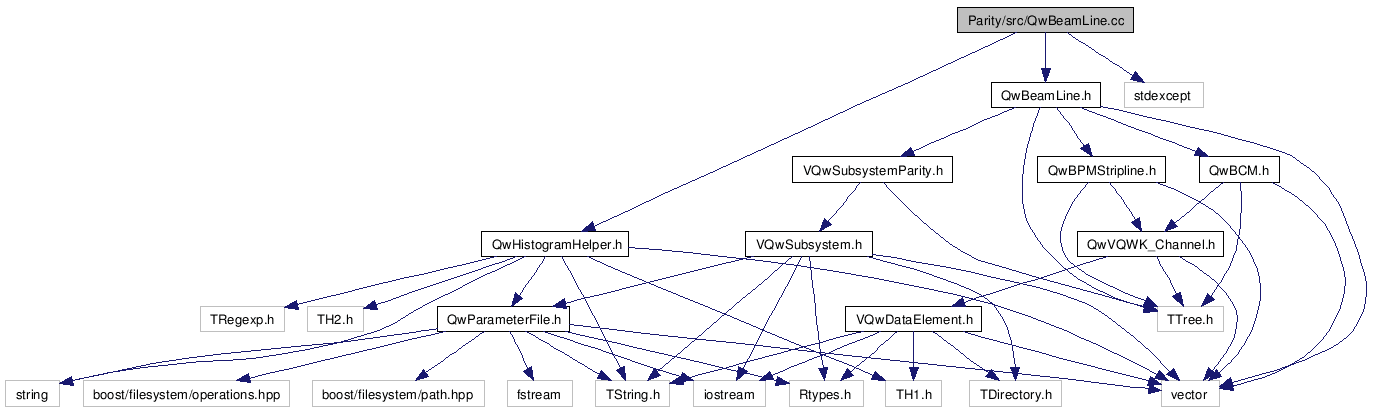 Parity/src/QwBeamLine.cc
QwBeamLine.h
stdexcept
VQwSubsystemParity.h
QwBPMStripline.h
QwBCM.h
QwHistogramHelper.h
VQwSubsystem.h
QwVQWK_Channel.h
TRegexp.h
TH2.h
QwParameterFile.h
VQwDataElement.h
TTree.h
string
boost/filesystem/operations.hpp
boost/filesystem/path.hpp
fstream
TString.h
iostream
Rtypes.h
TH1.h
TDirectory.h
vector